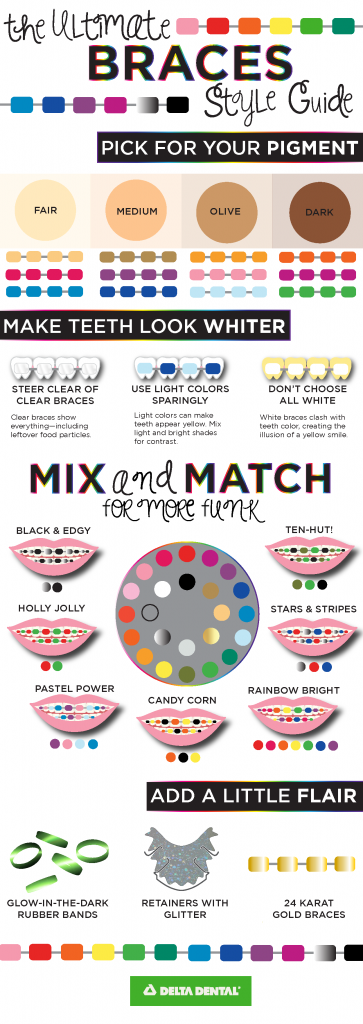 the ULtimate
BRACES
Style Guide
PICK FOR YOUR PIGMENT
FAIR
MEDIUM
OLIVE
DARK
MAKE TEETH LOOK WHITER
STEER CLEAR OF
CLEAR BRACES
Clear braces show
everything—including
leftover food particles.
USE LIGHT COLORS
SPARINGLY
Light colors can make
teeth appear yellow. Mix
light and bright shades
for contrast.
DON'T CHOOSE
ALL WHITE
White braces clash with
teeth color, creating the
illusion of a yellow smile.
MIX and MATCH
FOR MORE FUNK
BLACK & EDGY
TEN-HUT!
HOLLY JOLLY
STARS & STRIPES
PASTEL POWER
CANDY CORN
RAINBOW BRIGHT
ADD A LITTLE FLAIR
GLOW-IN-THE-DARK
RUBBER BANDS
RETAINERS WITH
GLITTER
24 KARAT
GOLD BRACES
DELTA DENTAL®